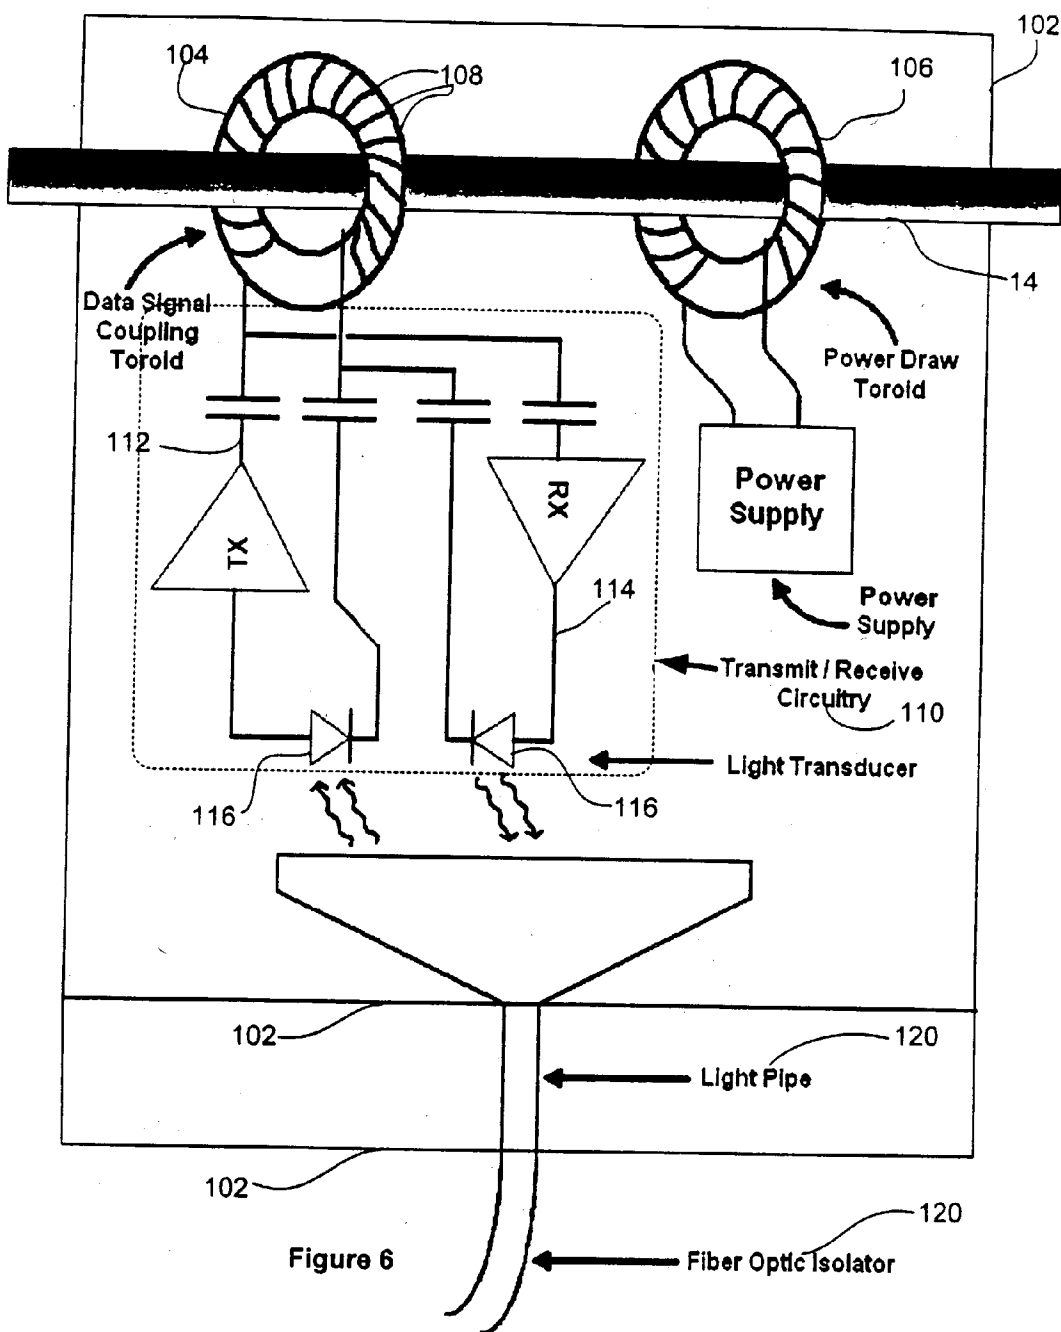 102
104
108
106
14
Data Signal
Coupling
Toroid
Power Draw
Toroid
112
TX
RX
Power
Supply
114
Power
Supply
Transmit / Receive
Circuitry
110
Light Transducer
116
116
102
120
Light Pipe
102
120
Figure 6
Fiber Optic Isolator